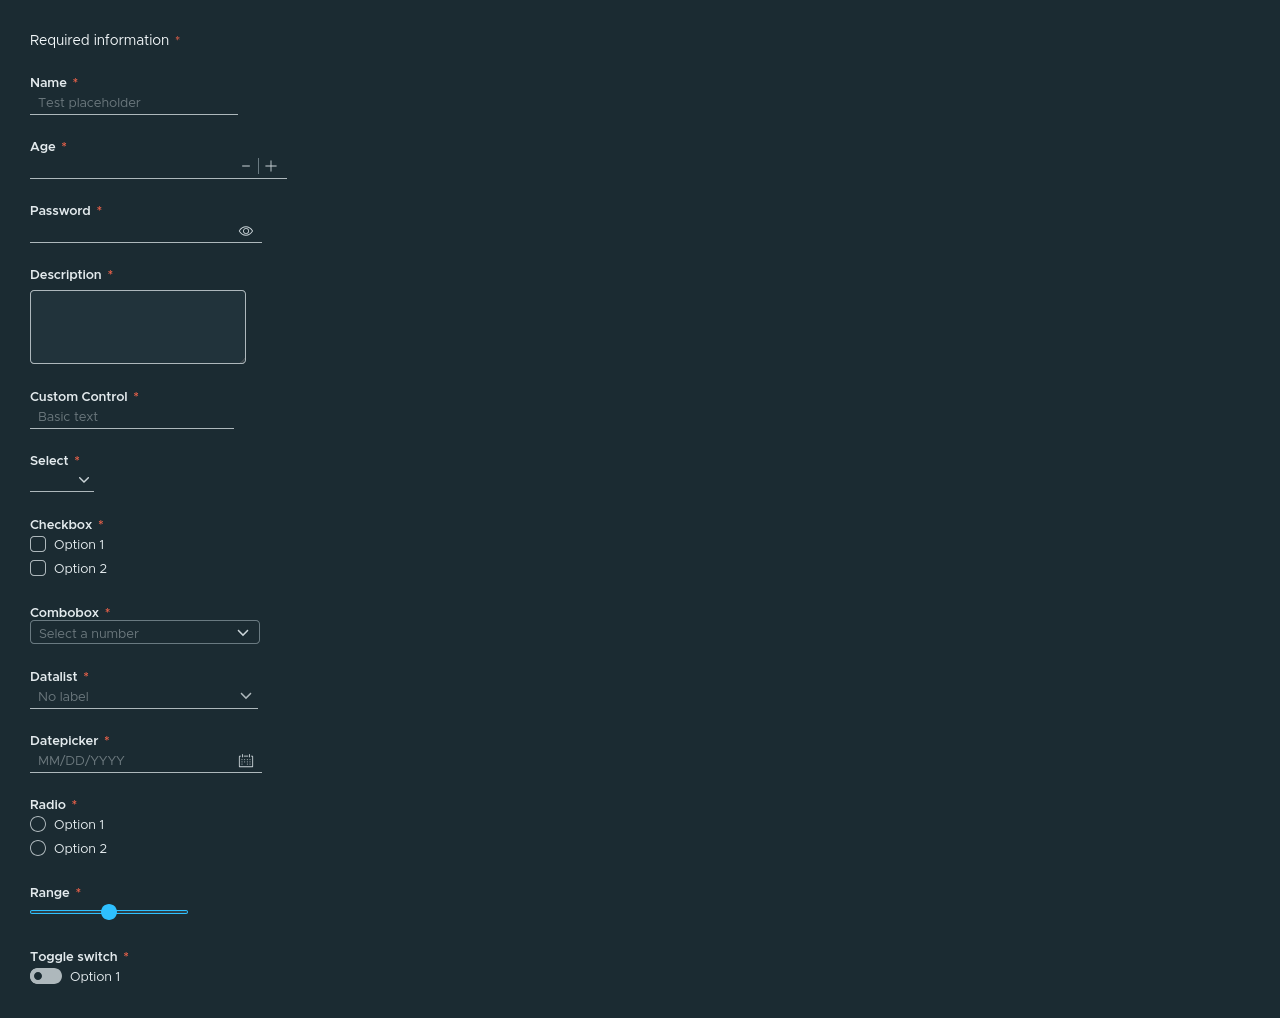 Required information *
Name *
Test placeholder
Age *
Password *
Description *
Custom Control *
Basic text
Select *
Checkbox *
Option 1
Option 2
Combobox *
Select a number
Datalist *
No label
Datepicker *
MM/DD/YYYY
Radio *
Option 1
Option 2
Range *
Toggle switch *
Option 1